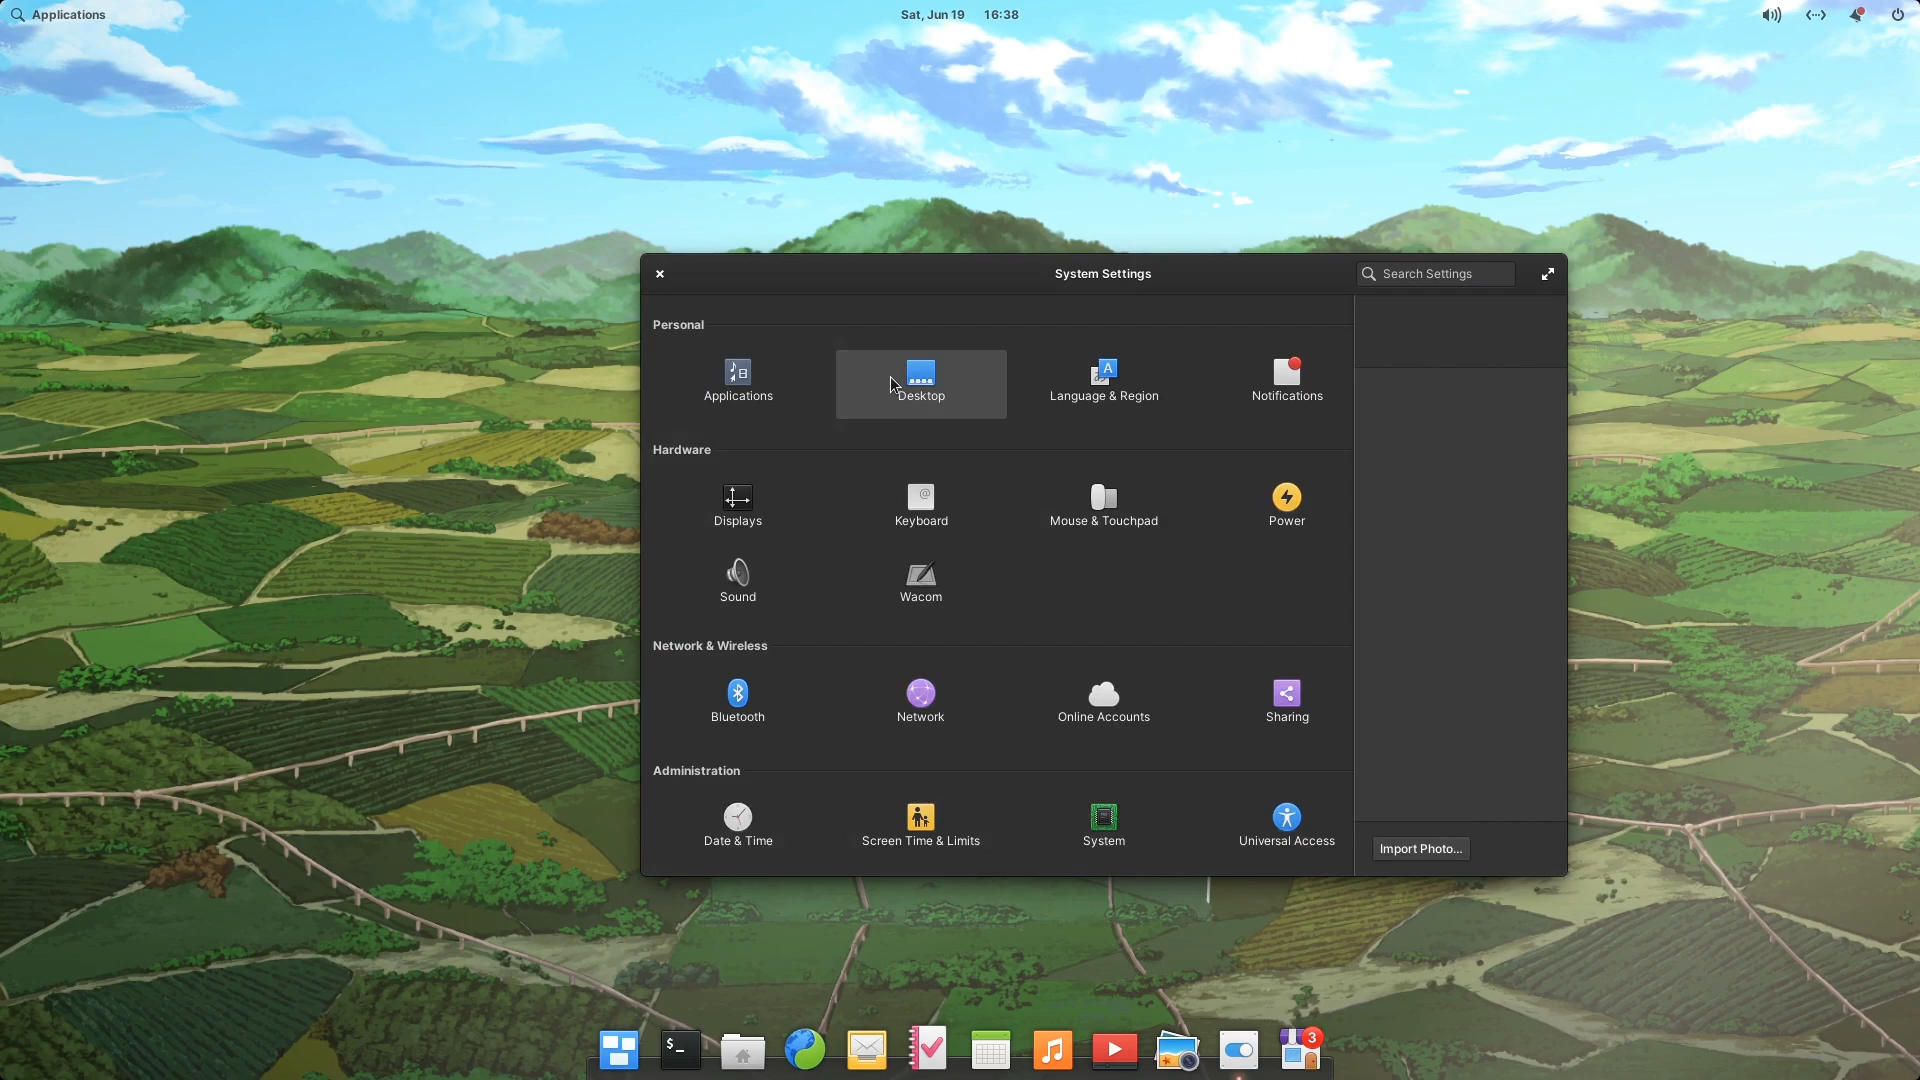 Applications
Sat, Jun 19 16:38
System Settings
Search Settings
Personal
Applications
Desktop
Language & Region
Notifications
Hardware
Displays
Keyboard
Mouse & Touchpad
Power
Sound
Wacom
Network & Wireless
Bluetooth
Network
Online Accounts
Sharing
Administration
Date & Time
Screen Time & Limits
System
Universal Access
Import Photo...
$ >_
3